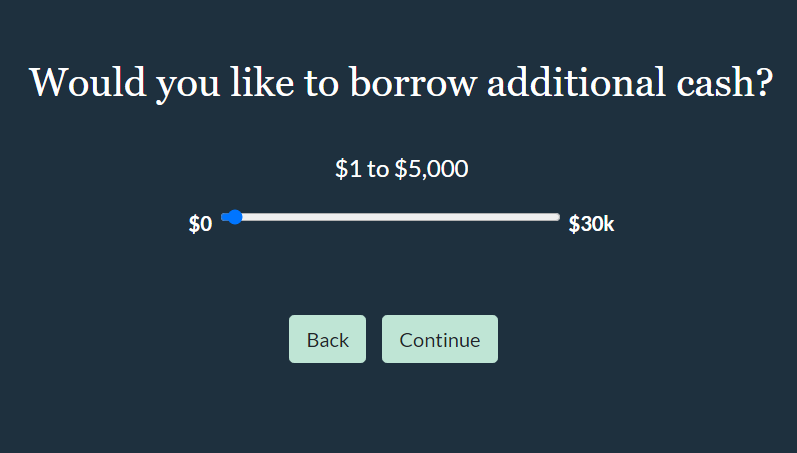 Would you like to borrow additional cash?
$1 to $5,000
$0 $30k
Back Continue